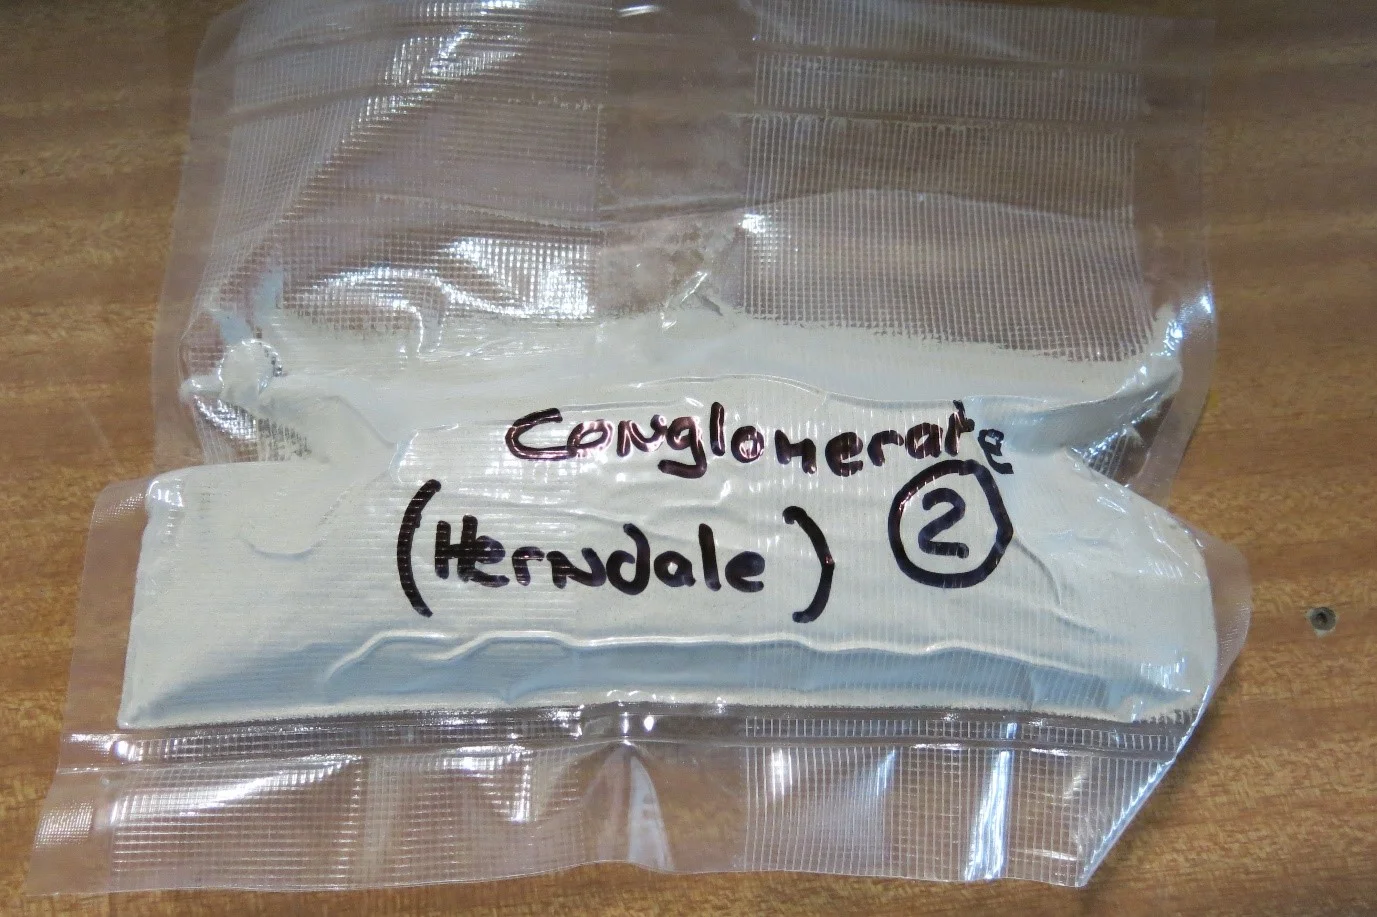 Conglomerate
(Herndale) ②